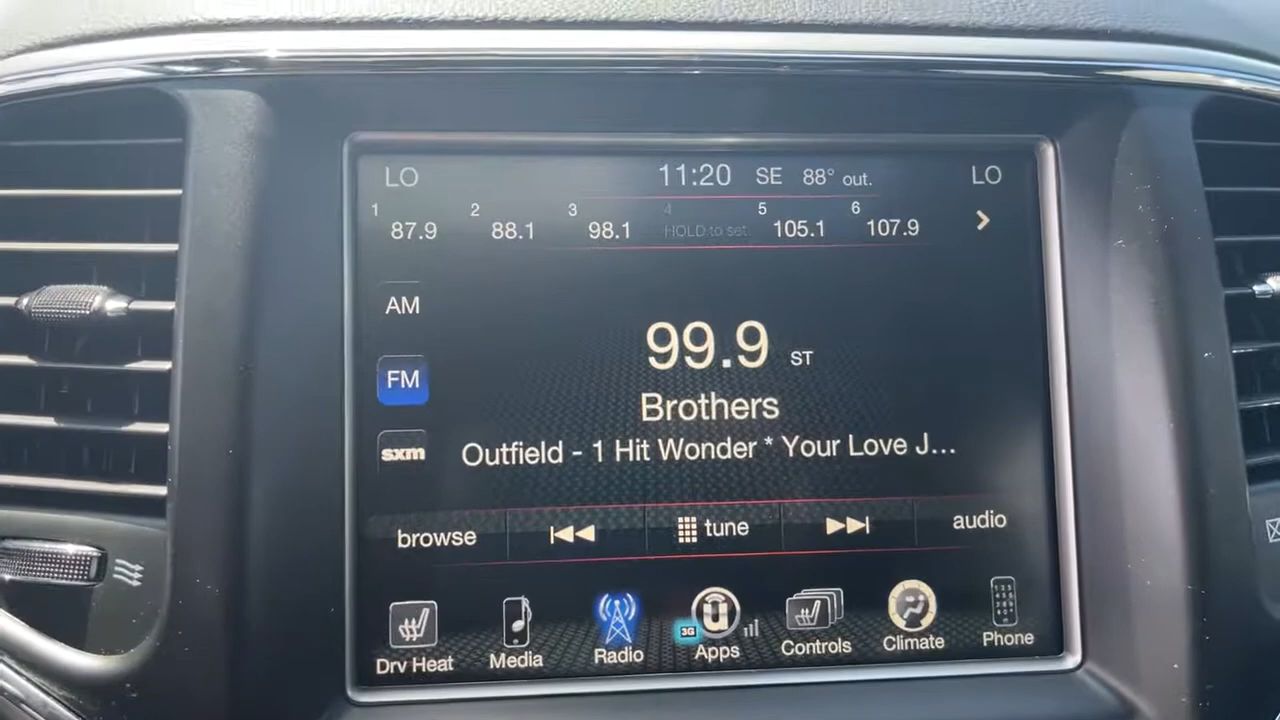 LO 11:20 SE 88° out. LO
1 87.9 2 88.1 3 98.1 4 HOLD to set 5 105.1 6 107.9
AM
99.9 ST
FM
Brothers
sxm
Outfield - 1 Hit Wonder * Your Love J...
browse tune audio
3G
Drv Heat Media Radio Apps Controls Climate Phone